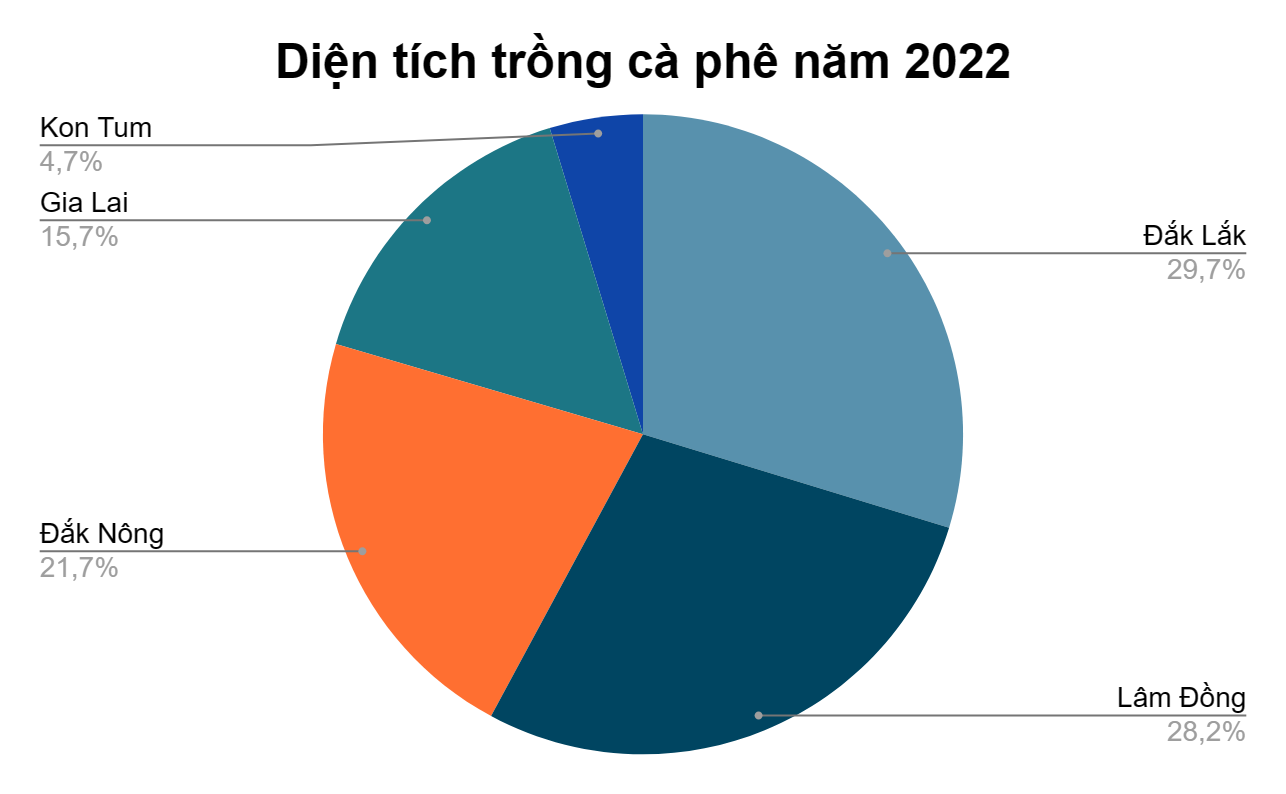 Diện tích trồng cà phê năm 2022
Kon Tum
4,7%
Gia Lai
15,7%
Đắk Lắk
29,7%
Đắk Nông
21,7%
Lâm Đồng
28,2%